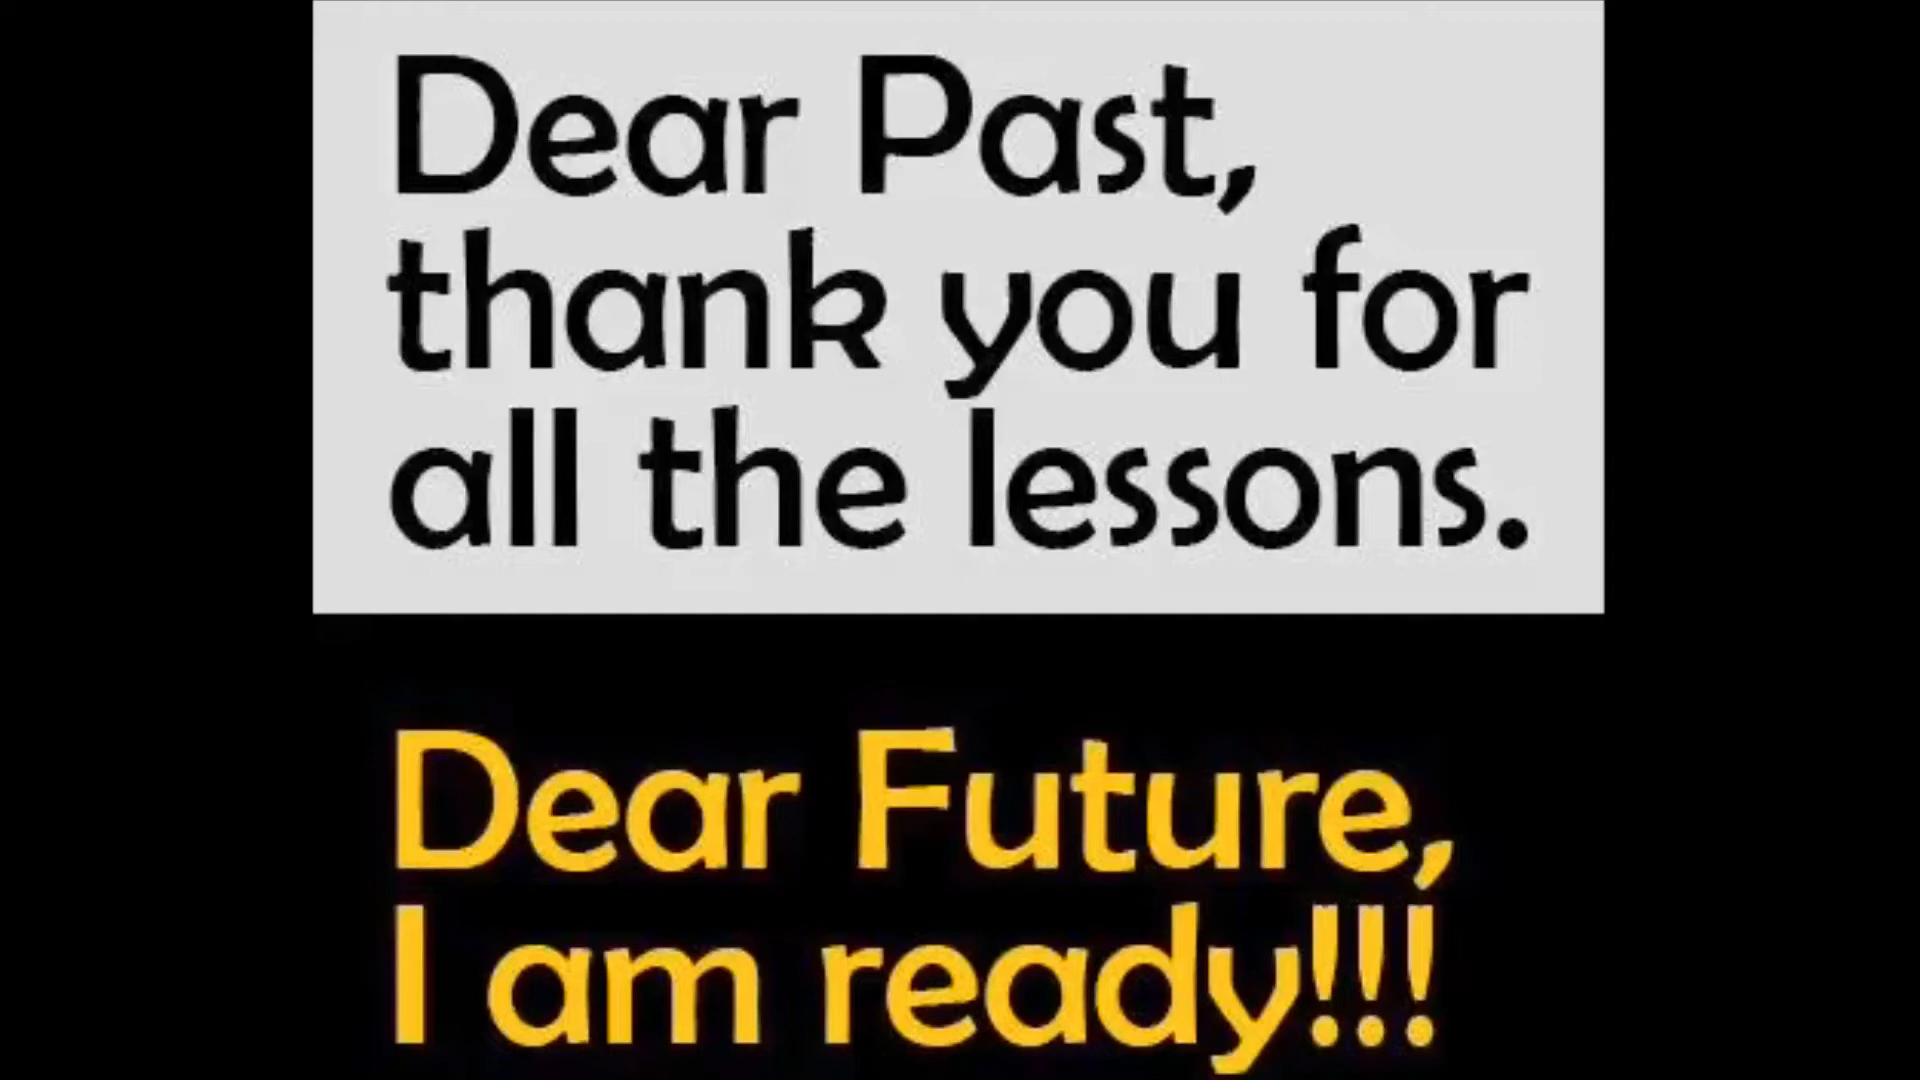 Dear Past,
thank you for
all the lessons.
Dear Future,
I am ready!!!